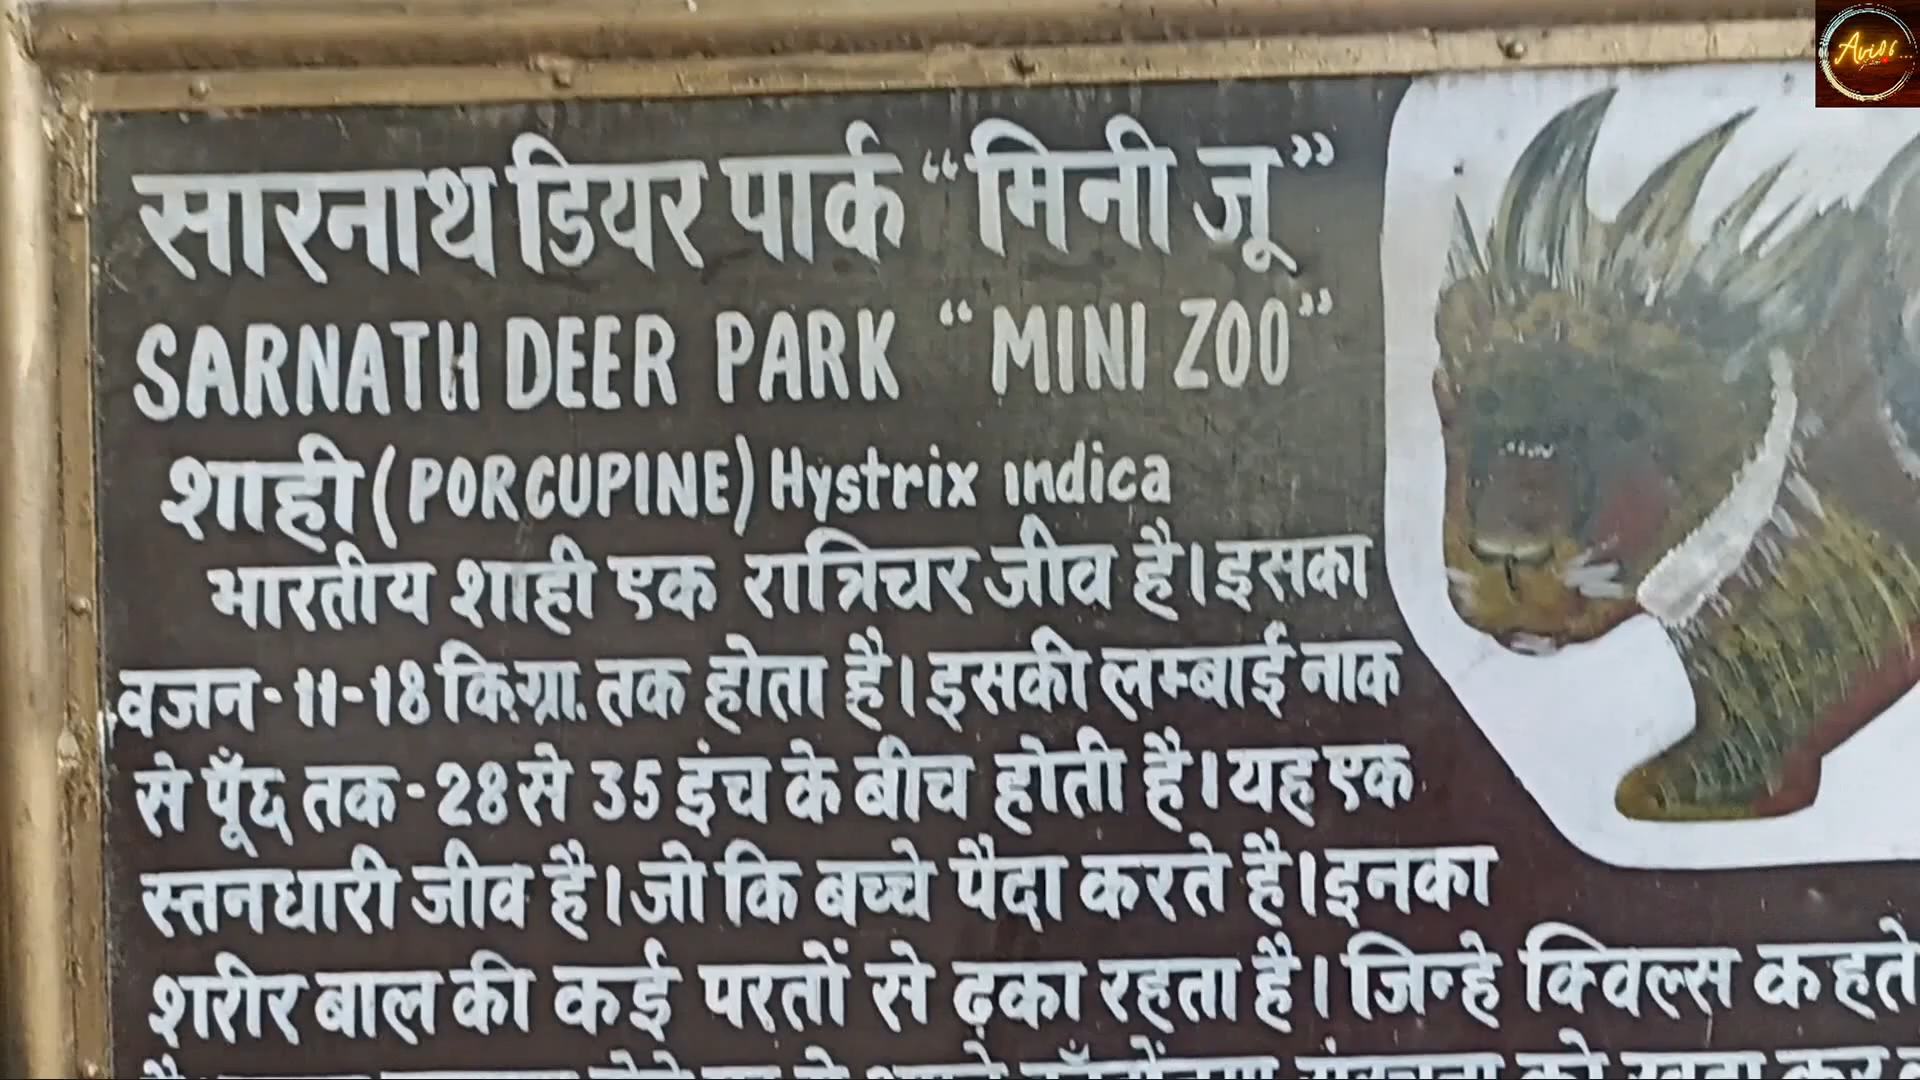 Avi06
सारनाथ डियर पार्क “मिनी जू”
SARNATH DEER PARK “MINI ZOO”
शाही (PORCUPINE) Hystrix indica
भारतीय शाही एक रात्रिचर जीव है। इसका
वजन-11-18 कि.ग्रा. तक होता है। इसकी लम्बाई नाक
से पूँछ तक-28 से 35 इंच के बीच होती है। यह एक
स्तनधारी जीव है। जो कि बच्चे पैदा करते है। इनका
शरीर बाल की कई परतों से ढ़का रहता है। जिन्हे क्विल्स कहते